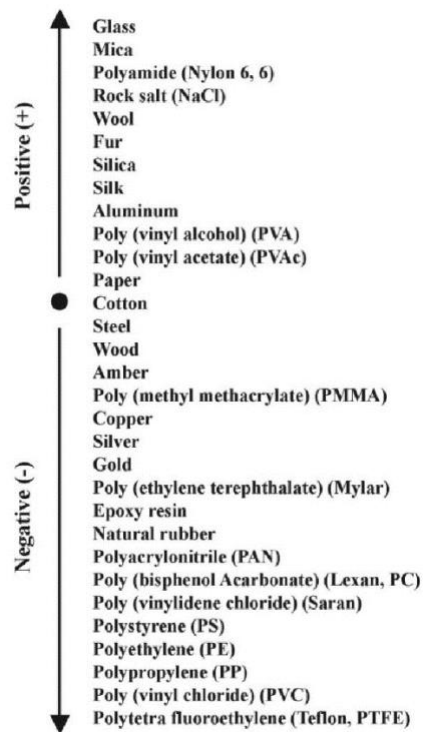 Positive (+)
Negative (-)
Glass
Mica
Polyamide (Nylon 6, 6)
Rock salt (NaCl)
Wool
Fur
Silica
Silk
Aluminum
Poly (vinyl alcohol) (PVA)
Poly (vinyl acetate) (PVAc)
Paper
Cotton
Steel
Wood
Amber
Poly (methyl methacrylate) (PMMA)
Copper
Silver
Gold
Poly (ethylene terephthalate) (Mylar)
Epoxy resin
Natural rubber
Polyacrylonitrile (PAN)
Poly (bisphenol Acarbonate) (Lexan, PC)
Poly (vinylidene chloride) (Saran)
Polystyrene (PS)
Polyethylene (PE)
Polypropylene (PP)
Poly (vinyl chloride) (PVC)
Polytetra fluoroethylene (Teflon, PTFE)